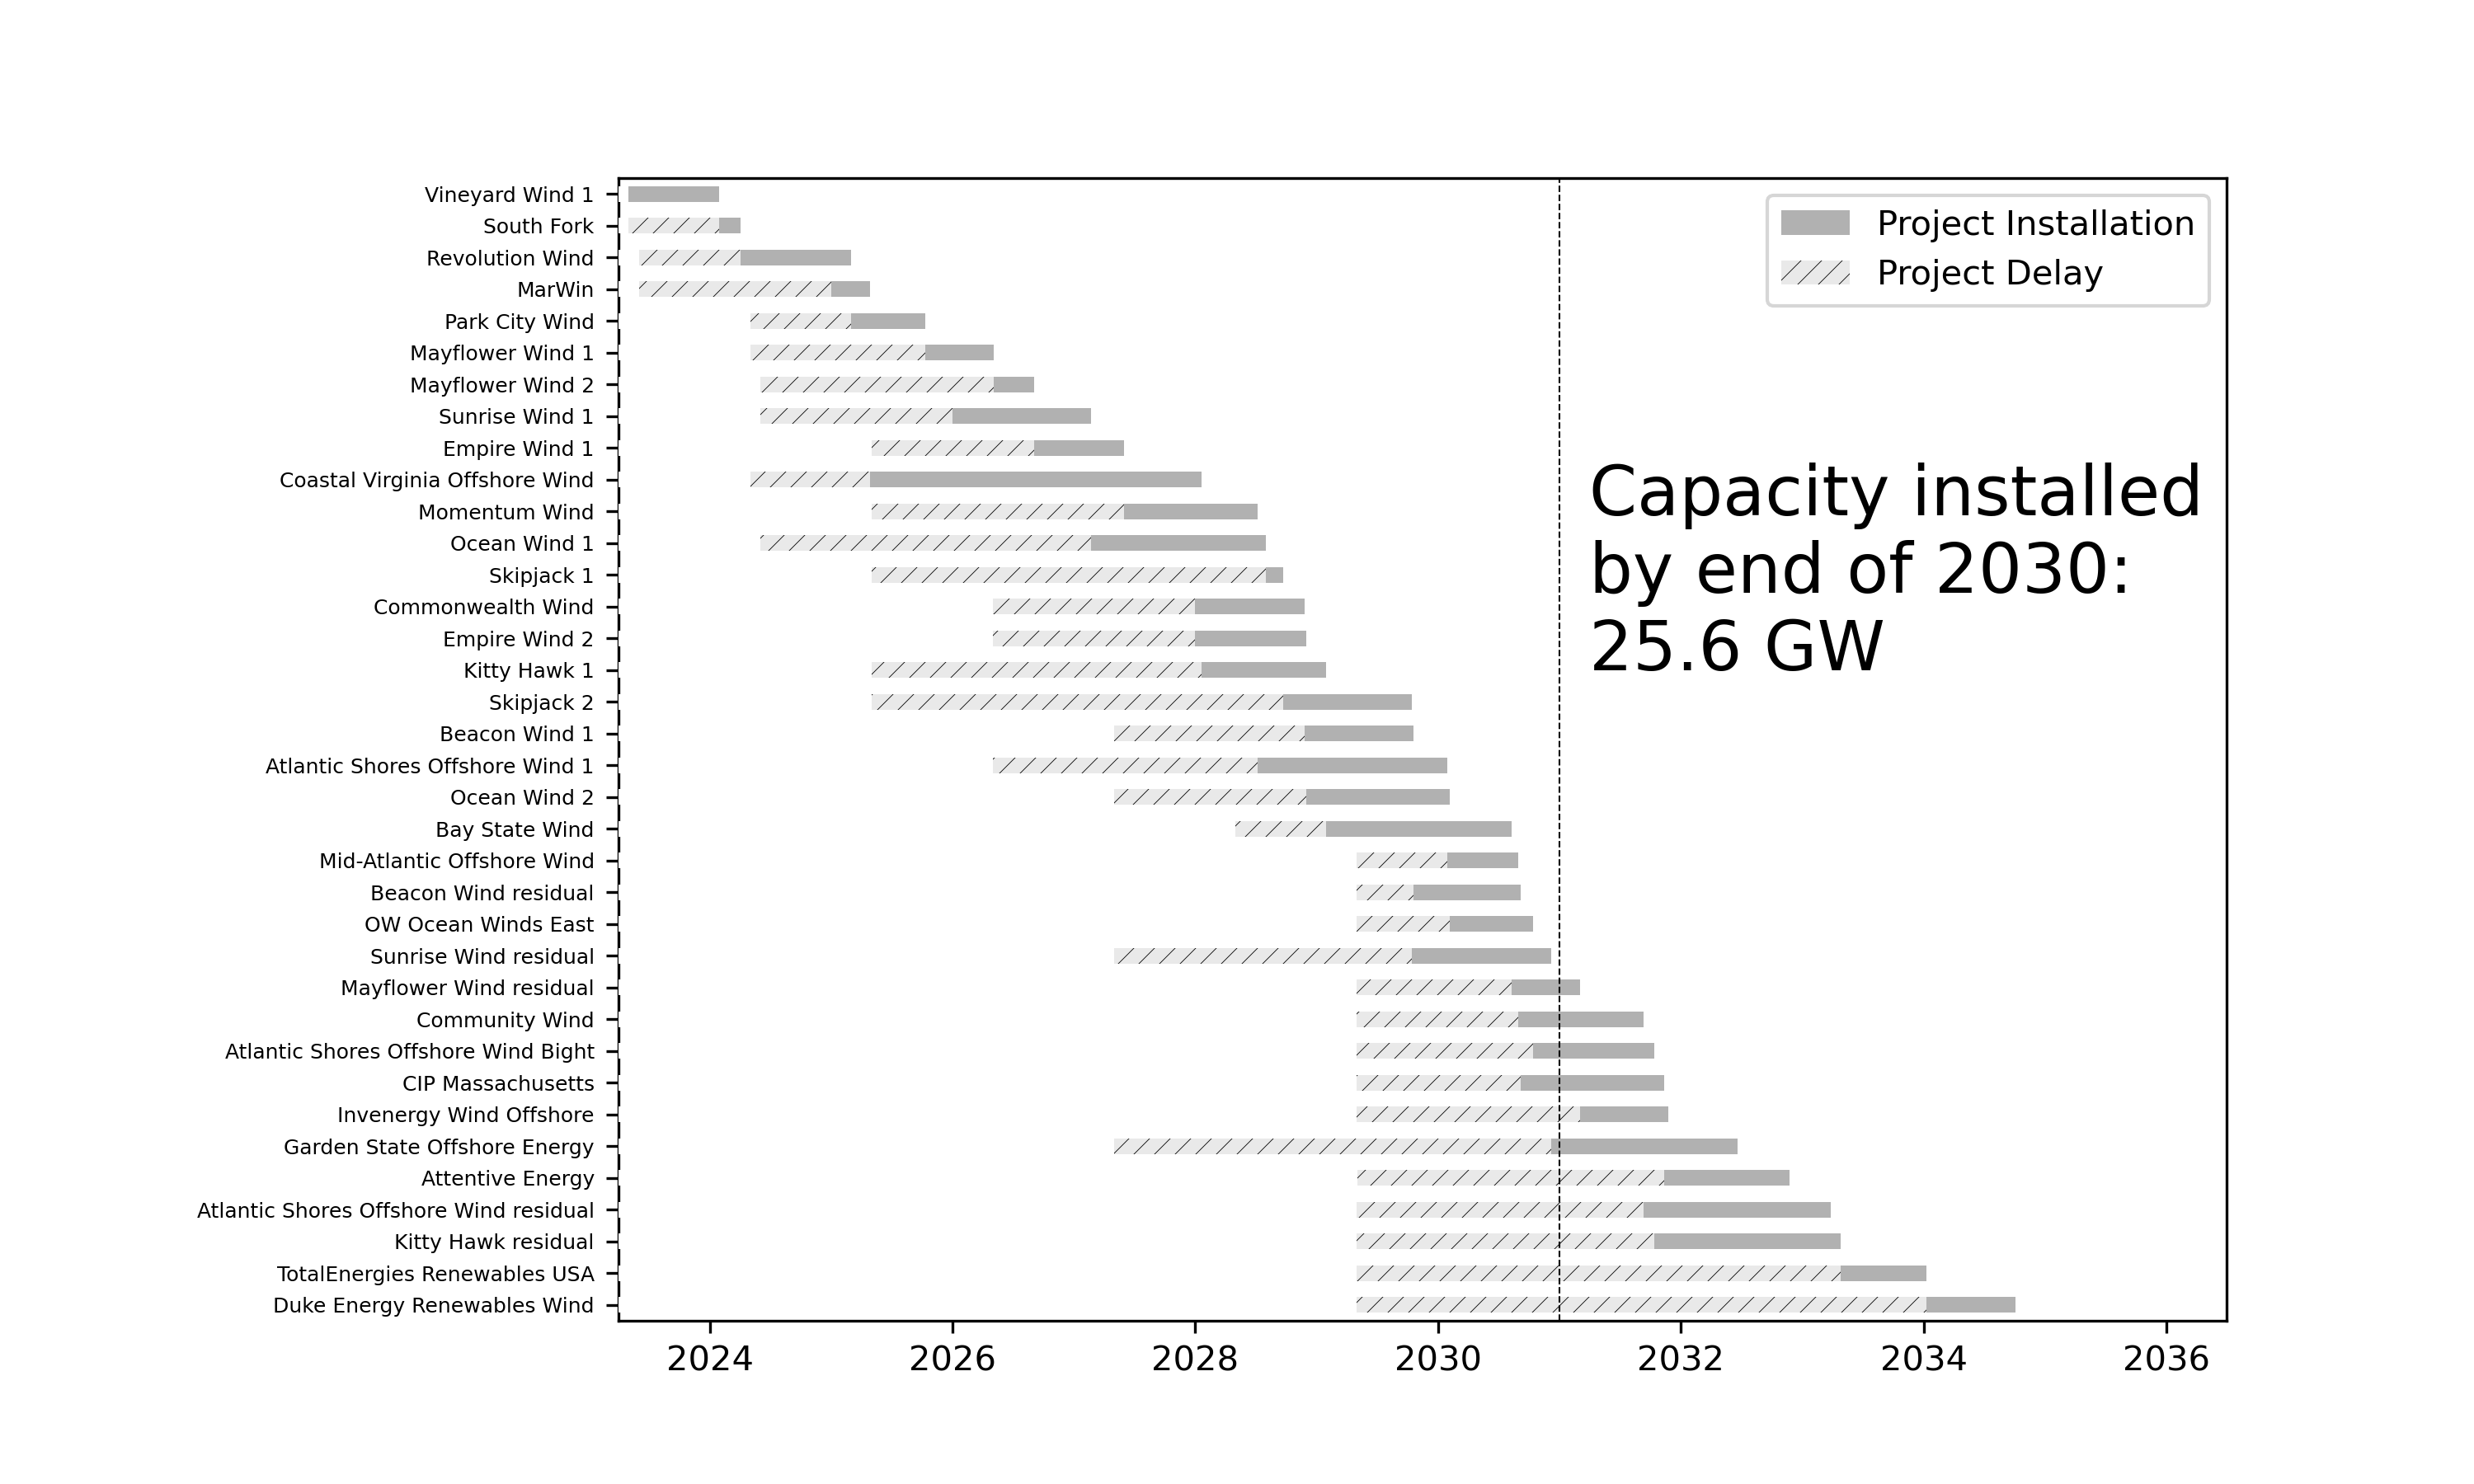 Vineyard Wind 1
South Fork
Revolution Wind
MarWin
Park City Wind
Mayflower Wind 1
Mayflower Wind 2
Sunrise Wind 1
Empire Wind 1
Coastal Virginia Offshore Wind
Momentum Wind
Ocean Wind 1
Skipjack 1
Commonwealth Wind
Empire Wind 2
Kitty Hawk 1
Skipjack 2
Beacon Wind 1
Atlantic Shores Offshore Wind 1
Ocean Wind 2
Bay State Wind
Mid-Atlantic Offshore Wind
Beacon Wind residual
OW Ocean Winds East
Sunrise Wind residual
Mayflower Wind residual
Community Wind
Atlantic Shores Offshore Wind Bight
CIP Massachusetts
Invenergy Wind Offshore
Garden State Offshore Energy
Attentive Energy
Atlantic Shores Offshore Wind residual
Kitty Hawk residual
TotalEnergies Renewables USA
Duke Energy Renewables Wind
Project Installation
Project Delay
Capacity installed
by end of 2030:
25.6 GW
2024 2026 2028 2030 2032 2034 2036